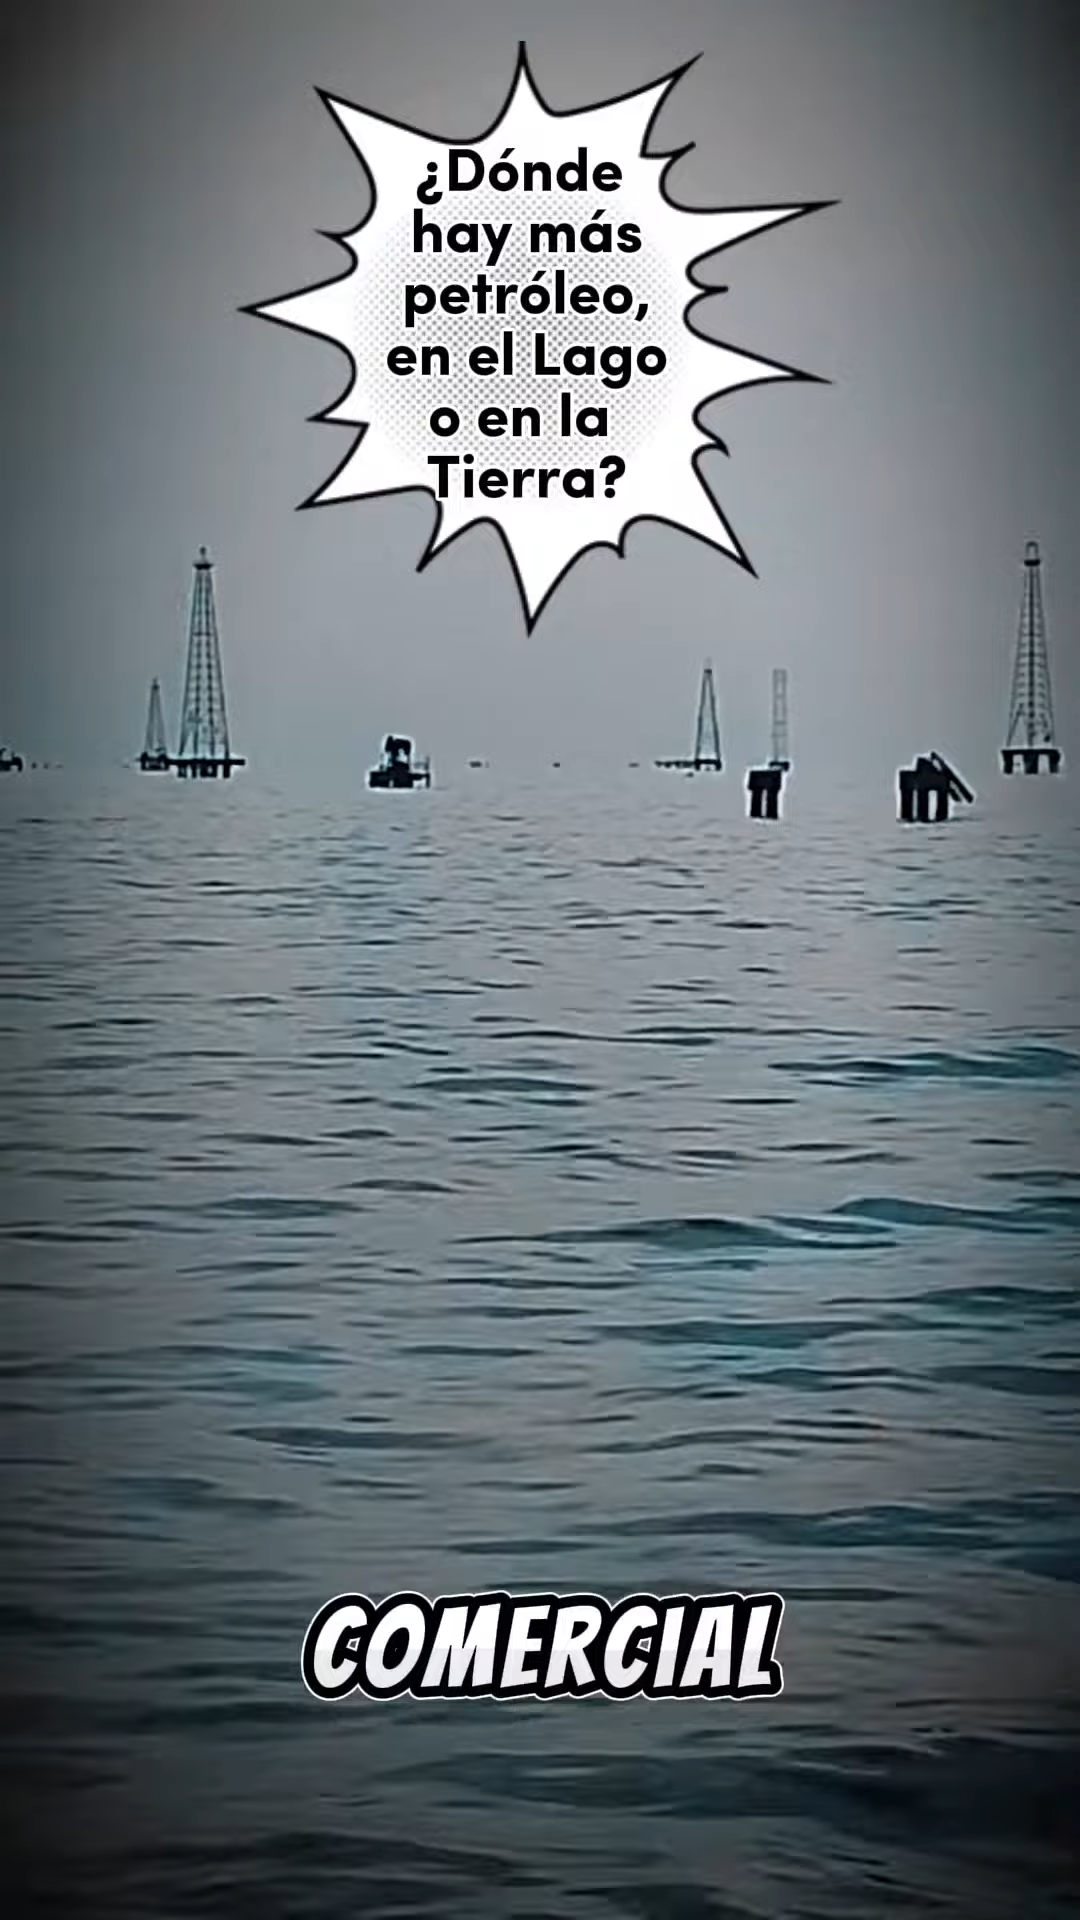 ¿Dónde
hay más
petróleo,
en el Lago
o en la
Tierra?
COMERCIAL